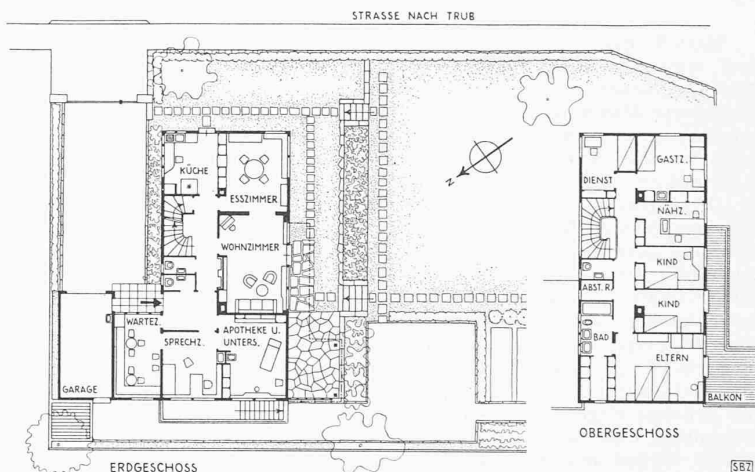 STRASSE NACH TRUB
KÜCHE
ESSZIMMER
WOHNZIMMER
WARTEZ.
SPRECHZ.
APOTHEKE U.
UNTERS.
GARAGE
ERDGESCHOSS
N
DIENST
GASTZ.
NÄHZ.
KIND
ABST.R.
KIND
BAD
ELTERN
BALKON
OBERGESCHOSS
SBZ